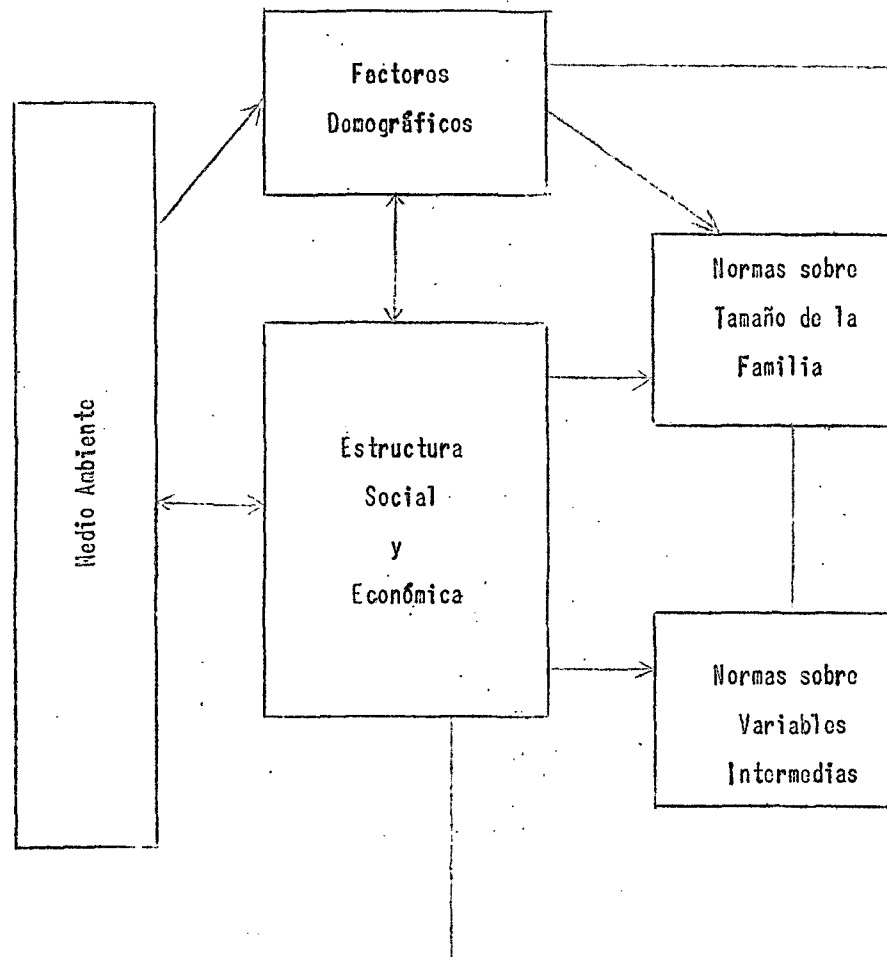 Factores
Demográficos
Normas sobre
Tamaño de la
Familia
Medio Ambiente
Estructura
Social
y
Económica
Normas sobre
Variables
Intermedias